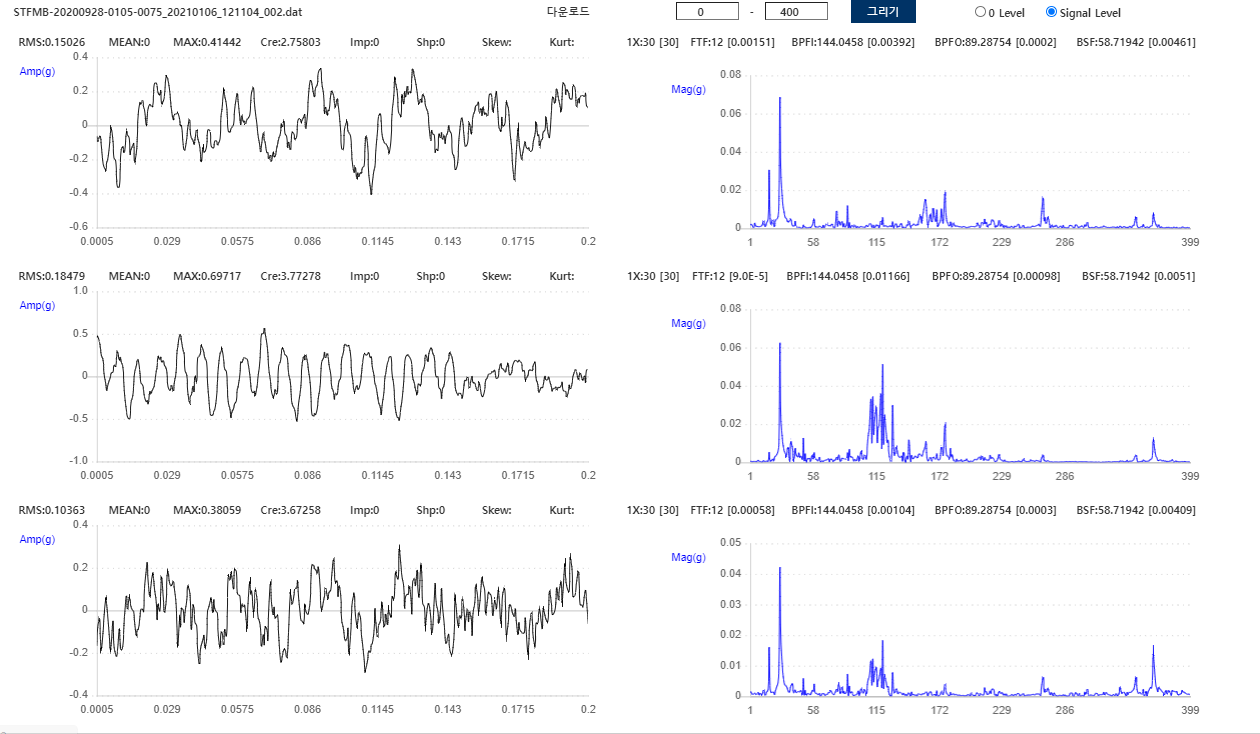 STFMB-20200928-0105-0075_20210106_121104_002.dat 다운로드 0 - 400 그리기 0 Level Signal Level
RMS:0.15026 MEAN:0 MAX:0.41442 Cre:2.75803 Imp:0 Shp:0 Skew: Kurt: 1X:30 [30] FTF:12 [0.00151] BPFI:144.0458 [0.00392] BPFO:89.28754 [0.0002] BSF:58.71942 [0.00461]
Amp(g)
0.4
0.2
0
-0.2
-0.4
-0.6
0.0005 0.029 0.0575 0.086 0.1145 0.143 0.1715 0.2
Mag(g)
0.08
0.06
0.04
0.02
0
1 58 115 172 229 286 399
RMS:0.18479 MEAN:0 MAX:0.69717 Cre:3.77278 Imp:0 Shp:0 Skew: Kurt: 1X:30 [30] FTF:12 [9.0E-5] BPFI:144.0458 [0.01166] BPFO:89.28754 [0.00098] BSF:58.71942 [0.0051]
Amp(g)
1.0
0.5
0
-0.5
-1.0
0.0005 0.029 0.0575 0.086 0.1145 0.143 0.1715 0.2
Mag(g)
0.08
0.06
0.04
0.02
0
1 58 115 172 229 286 399
RMS:0.10363 MEAN:0 MAX:0.38059 Cre:3.67258 Imp:0 Shp:0 Skew: Kurt: 1X:30 [30] FTF:12 [0.00058] BPFI:144.0458 [0.00104] BPFO:89.28754 [0.0003] BSF:58.71942 [0.00409]
Amp(g)
0.4
0.2
0
-0.2
-0.4
0.0005 0.029 0.0575 0.086 0.1145 0.143 0.1715 0.2
Mag(g)
0.05
0.04
0.03
0.02
0.01
0
1 58 115 172 229 286 399